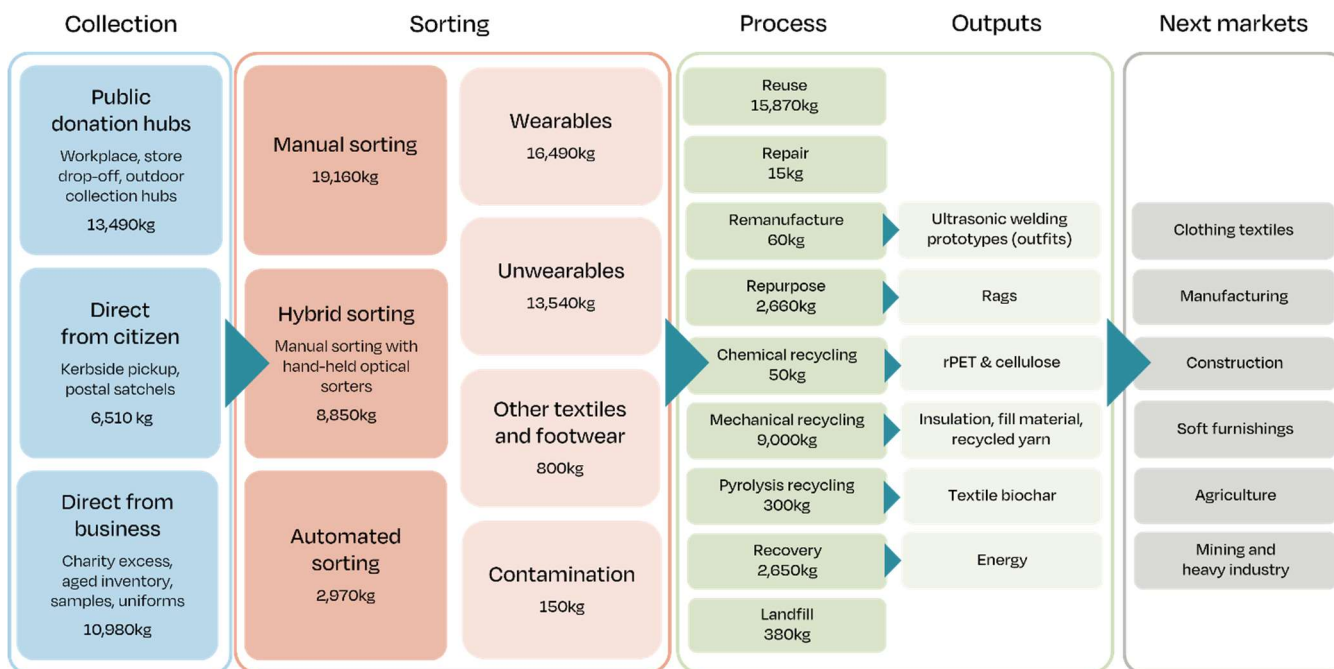 Collection
Sorting
Process
Outputs
Next markets
Public
donation hubs
Workplace, store
drop-off, outdoor
collection hubs
13,490kg
Direct
from citizen
Kerbside pickup,
postal satchels
6,510 kg
Direct from
business
Charity excess,
aged inventory,
samples, uniforms
10,980kg
Manual sorting
19,160kg
Hybrid sorting
Manual sorting with
hand-held optical
sorters
8,850kg
Automated
sorting
2,970kg
Wearables
16,490kg
Unwearables
13,540kg
Other textiles
and footwear
800kg
Contamination
150kg
Reuse
15,870kg
Repair
15kg
Remanufacture
60kg
Repurpose
2,660kg
Chemical recycling
50kg
Mechanical recycling
9,000kg
Pyrolysis recycling
300kg
Recovery
2,650kg
Landfill
380kg
Ultrasonic welding
prototypes (outfits)
Rags
rPET & cellulose
Insulation, fill material,
recycled yarn
Textile biochar
Energy
Clothing textiles
Manufacturing
Construction
Soft furnishings
Agriculture
Mining and
heavy industry